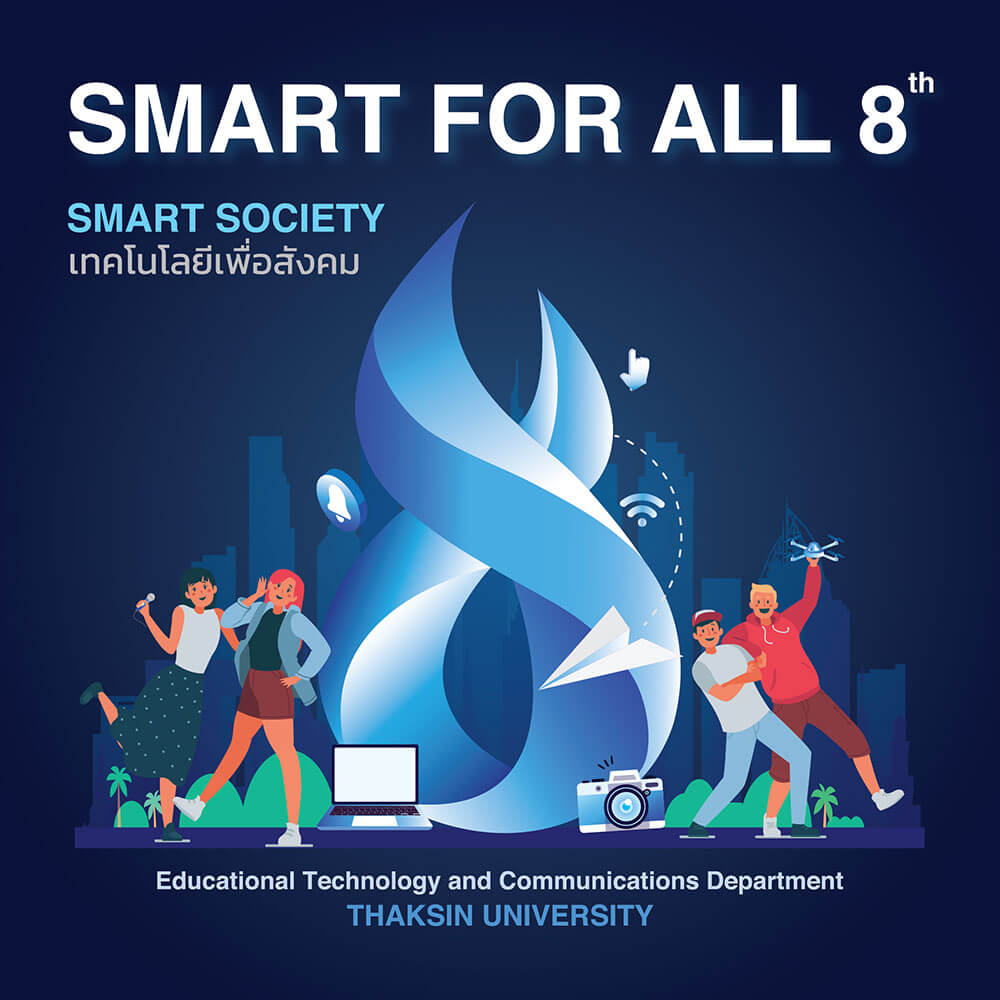 SMART FOR ALL 8th
SMART SOCIETY
เทคโนโลยีเพื่อสังคม
Educational Technology and Communications Department
THAKSIN UNIVERSITY